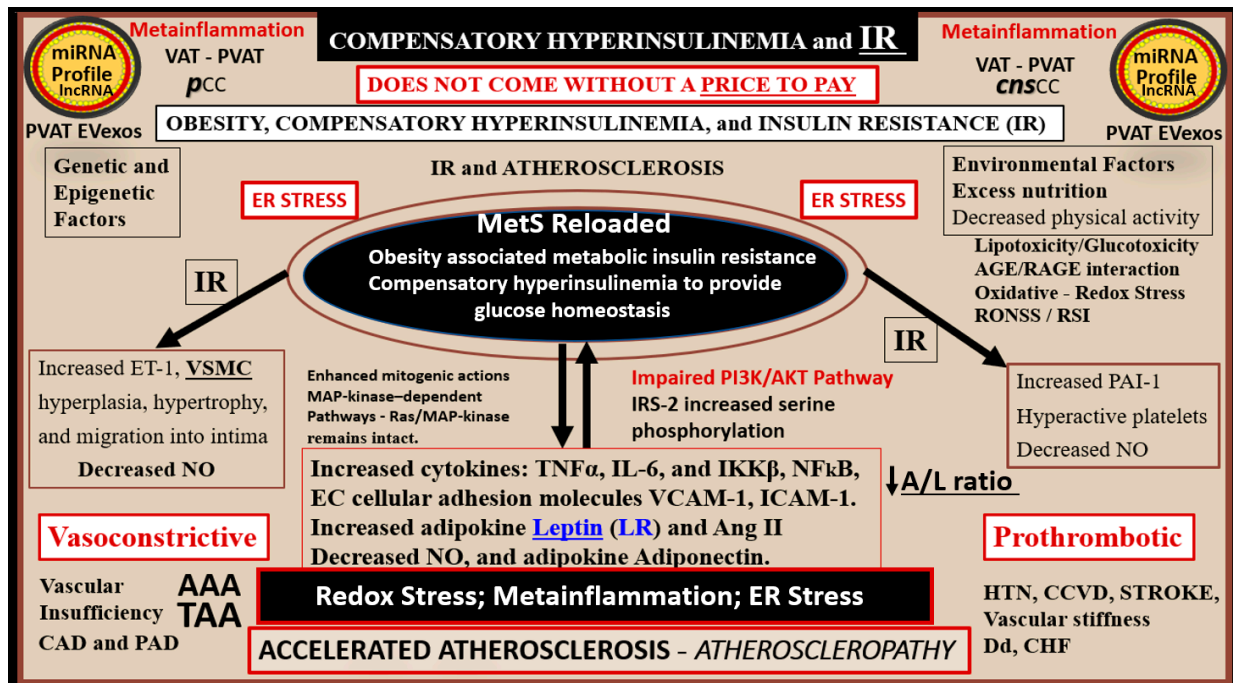 COMPENSATORY HYPERINSULINEMIA and IR
DOES NOT COME WITHOUT A PRICE TO PAY
OBESITY, COMPENSATORY HYPERINSULINEMIA, and INSULIN RESISTANCE (IR)
miRNA
Profile
lncRNA
PVAT EVexos
Metainflammation
VAT - PVAT
pCC
Metainflammation
VAT - PVAT
cnsCC
miRNA
Profile
lncRNA
PVAT EVexos
Genetic and
Epigenetic
Factors
ER STRESS
IR and ATHEROSCLEROSIS
ER STRESS
Environmental Factors
Excess nutrition
Decreased physical activity
Lipotoxicity/Glucotoxicity
AGE/RAGE interaction
Oxidative - Redox Stress
RONSS / RSI
MetS Reloaded
Obesity associated metabolic insulin resistance
Compensatory hyperinsulinemia to provide
glucose homeostasis
IR
IR
Increased ET-1, VSMC
hyperplasia, hypertrophy,
and migration into intima
Decreased NO
Enhanced mitogenic actions
MAP-kinase–dependent
Pathways - Ras/MAP-kinase
remains intact.
Impaired PI3K/AKT Pathway
IRS-2 increased serine
phosphorylation
Increased PAI-1
Hyperactive platelets
Decreased NO
Increased cytokines: TNFα, IL-6, and IKKβ, NFkB,
EC cellular adhesion molecules VCAM-1, ICAM-1.
Increased adipokine Leptin (LR) and Ang II
Decreased NO, and adipokine Adiponectin.
↓A/L ratio
Vasoconstrictive
Prothrombotic
Vascular
Insufficiency
CAD and PAD
AAA
TAA
Redox Stress; Metainflammation; ER Stress
ACCELERATED ATHEROSCLEROSIS - ATHEROSCLEROPATHY
HTN, CCVD, STROKE,
Vascular stiffness
Dd, CHF